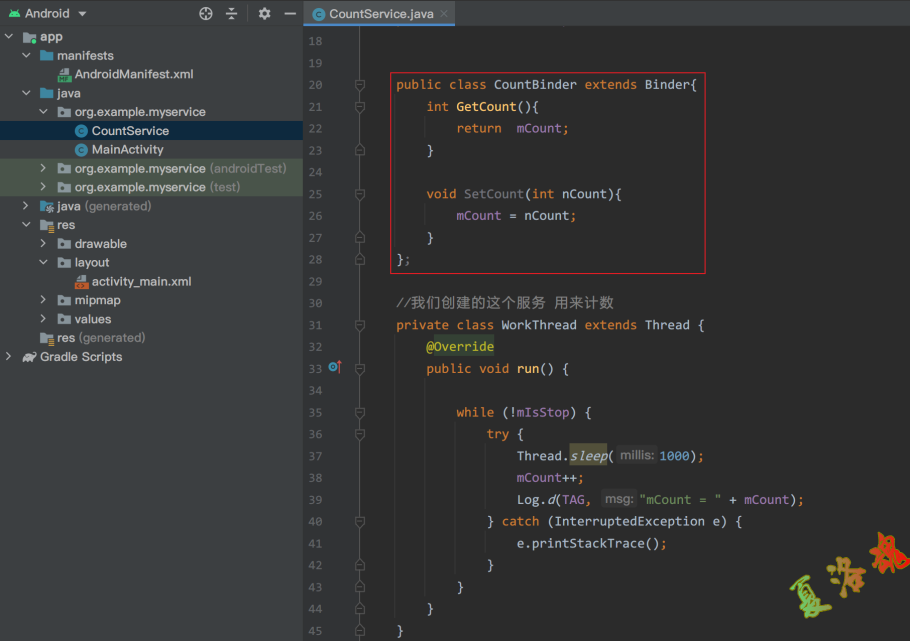 Android
CountService.java
app
manifests
AndroidManifest.xml
java
org.example.myservice
CountService
MainActivity
org.example.myservice (androidTest)
org.example.myservice (test)
java (generated)
res
drawable
layout
activity_main.xml
mipmap
values
res (generated)
Gradle Scripts
18
19
20 public class CountBinder extends Binder{
21 int GetCount(){
22 return mCount;
23 }
24
25 void SetCount(int nCount){
26 mCount = nCount;
27 }
28 };
29
30 //我们创建的这个服务 用来计数
31 private class WorkThread extends Thread {
32 @Override
33 public void run() {
34
35 while (!mIsStop) {
36 try {
37 Thread.sleep( millis: 1000);
38 mCount++;
39 Log.d(TAG, msg: "mCount = " + mCount);
40 } catch (InterruptedException e) {
41 e.printStackTrace();
42 }
43 }
44 }
45 }